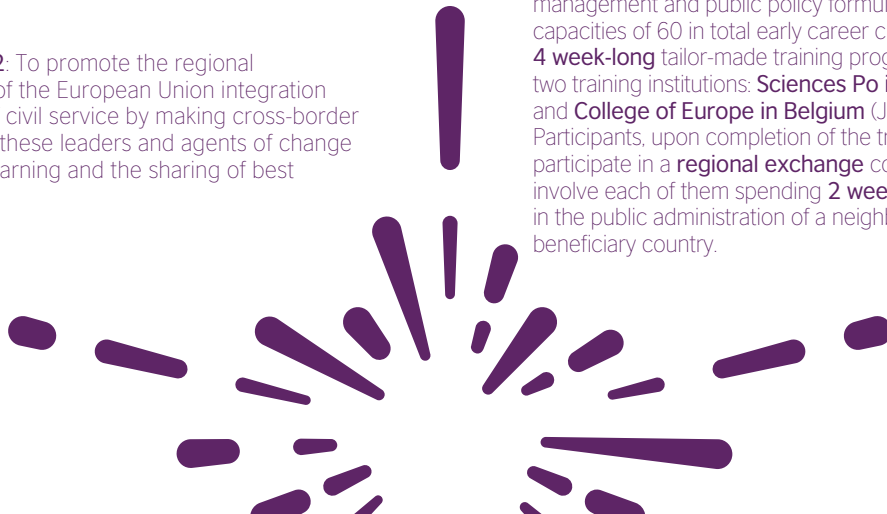 2: To promote the regional
of the European Union integration
civil service by making cross-border
these leaders and agents of change
arning and the sharing of best
management and public policy formul
capacities of 60 in total early career c
4 week-long tailor-made training prog
two training institutions: Sciences Po i
and College of Europe in Belgium (J
Participants, upon completion of the tr
participate in a regional exchange co
involve each of them spending 2 wee
in the public administration of a neighb
beneficiary country.